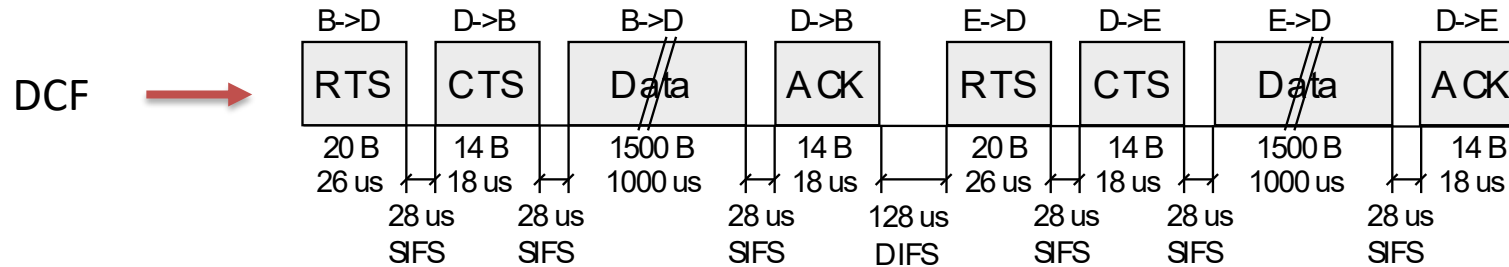 B->D D->B B->D D->B E->D D->E E->D D->E
DCF RTS CTS Data ACK RTS CTS Data ACK
20 B 14 B 1500 B 14 B 20 B 14 B 1500 B 14 B
26 us 18 us 1000 us 18 us 26 us 18 us 1000 us 18 us
28 us 28 us 28 us 128 us 28 us 28 us 28 us
SIFS SIFS SIFS DIFS SIFS SIFS SIFS